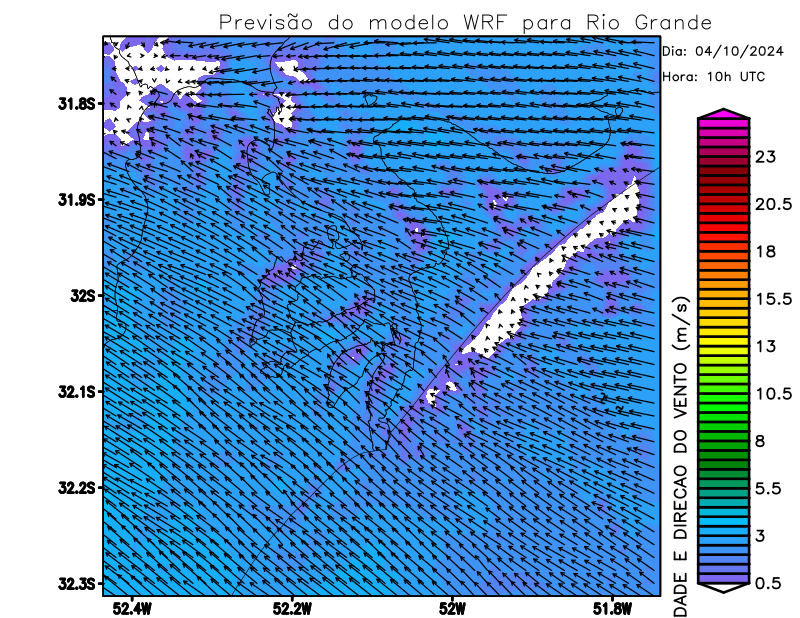 Previsão do modelo WRF para Rio Grande
Dia: 04/10/2024
Hora: 10h UTC
31.8S
31.9S
32S
32.1S
32.2S
32.3S
52.4W
52.2W
52W
51.8W
23
20.5
18
15.5
13
10.5
8
5.5
3
0.5
DADE E DIRECAO DO VENTO (m/s)